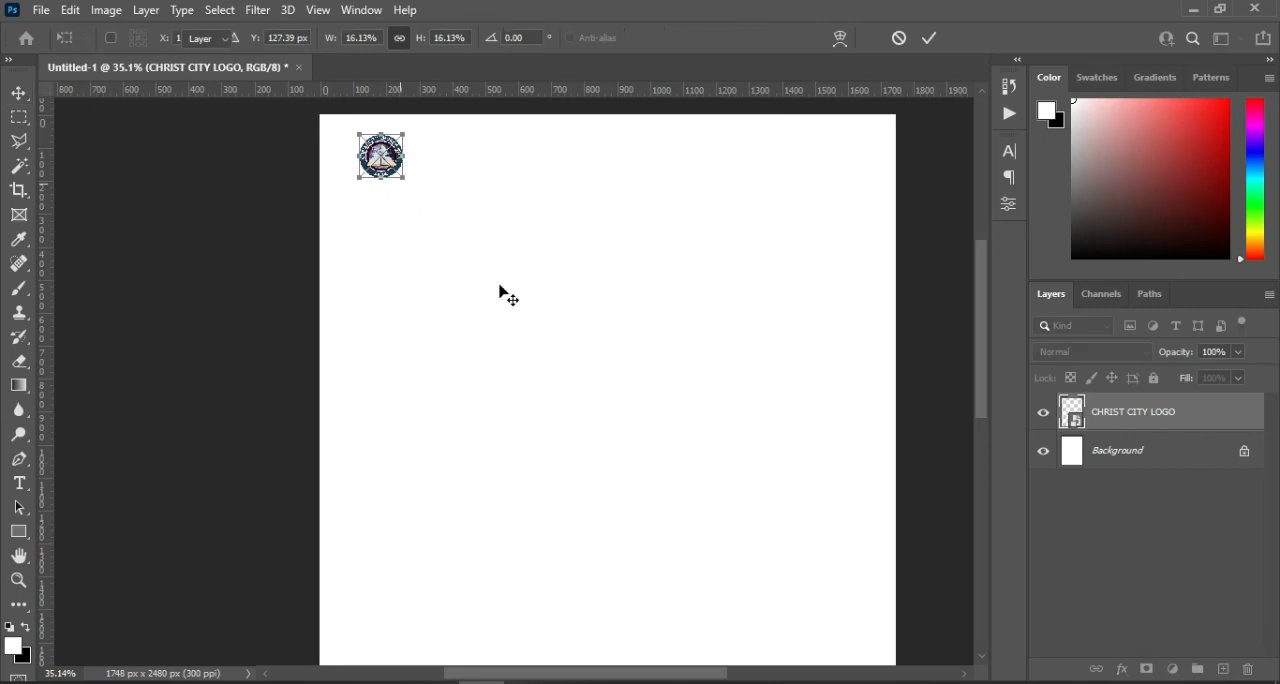 Ps File Edit Image Layer Type Select Filter 3D View Window Help
X: 1 Layer Y: 127.39 px W: 16.13% H: 16.13% 0.00 ° Anti-alias
Untitled-1 @ 35.1% (CHRIST CITY LOGO, RGB/8) * ×
800 700 600 500 400 300 200 100 0 100 200 300 400 500 600 700 800 900 1000 1100 1200 1300 1400 1500 1600 1700 1800 1900
Color Swatches Gradients Patterns
Layers Channels Paths
Kind
Normal Opacity: 100%
Lock: Fill: 100%
CHRIST CITY LOGO
Background
35.14% 1748 px x 2480 px (300 ppi)